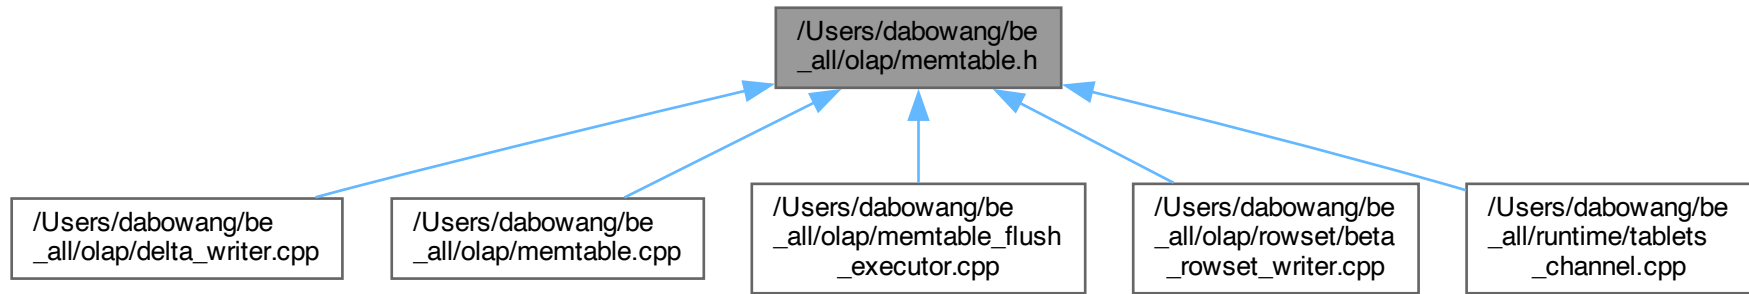 /Users/dabowang/be
_all/olap/memtable.h
/Users/dabowang/be
_all/olap/delta_writer.cpp
/Users/dabowang/be
_all/olap/memtable.cpp
/Users/dabowang/be
_all/olap/memtable_flush
_executor.cpp
/Users/dabowang/be
_all/olap/rowset/beta
_rowset_writer.cpp
/Users/dabowang/be
_all/runtime/tablets
_channel.cpp